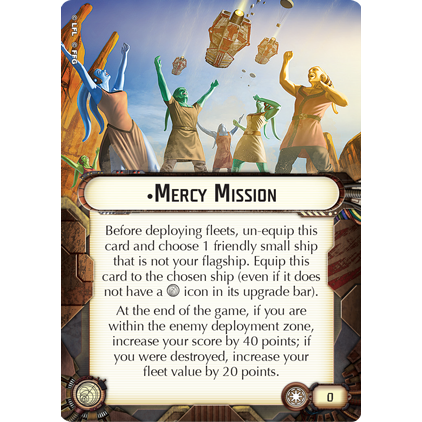 © LFL © FFG
•Mercy Mission
Before deploying fleets, un-equip this
card and choose 1 friendly small ship
that is not your flagship. Equip this
card to the chosen ship (even if it does
not have a icon in its upgrade bar).
At the end of the game, if you are
within the enemy deployment zone,
increase your score by 40 points; if
you were destroyed, increase your
fleet value by 20 points.
0